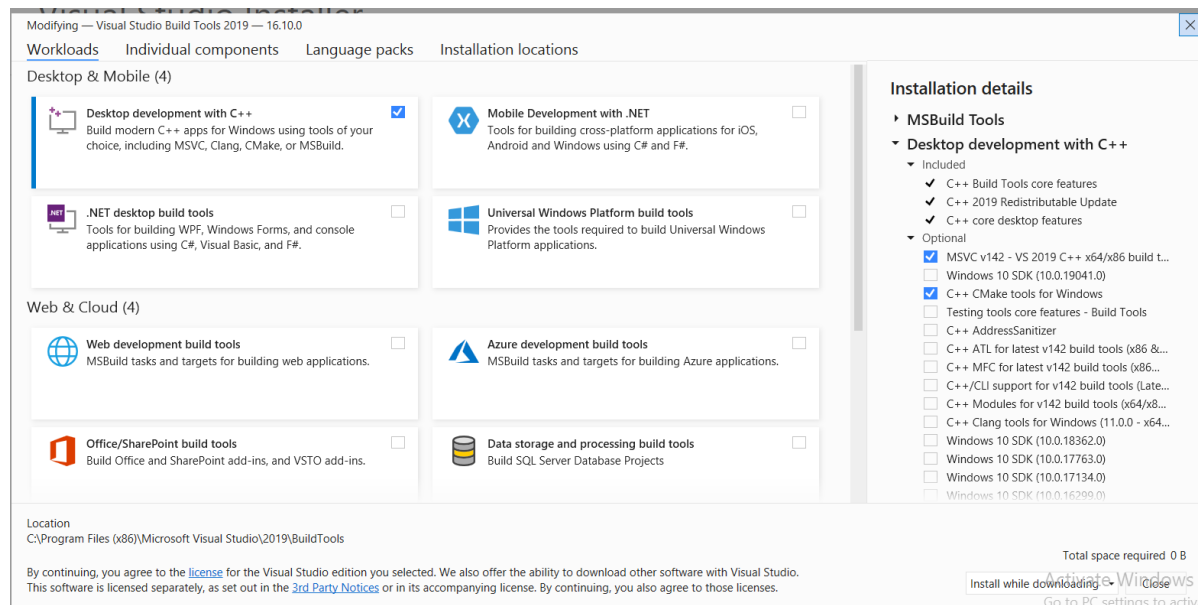 Visual Studio Installer
Modifying — Visual Studio Build Tools 2019 — 16.10.0
Workloads Individual components Language packs Installation locations
Desktop & Mobile (4)
Desktop development with C++
Build modern C++ apps for Windows using tools of your
choice, including MSVC, Clang, CMake, or MSBuild.
Mobile Development with .NET
Tools for building cross-platform applications for iOS,
Android and Windows using C# and F#.
.NET
.NET desktop build tools
Tools for building WPF, Windows Forms, and console
applications using C#, Visual Basic, and F#.
Universal Windows Platform build tools
Provides the tools required to build Universal Windows
Platform applications.
Web & Cloud (4)
Web development build tools
MSBuild tasks and targets for building web applications.
Azure development build tools
MSBuild tasks and targets for building Azure applications.
Office/SharePoint build tools
Build Office and SharePoint add-ins, and VSTO add-ins.
Data storage and processing build tools
Build SQL Server Database Projects
Installation details
MSBuild Tools
Desktop development with C++
Included
C++ Build Tools core features
C++ 2019 Redistributable Update
C++ core desktop features
Optional
MSVC v142 - VS 2019 C++ x64/x86 build t...
Windows 10 SDK (10.0.19041.0)
C++ CMake tools for Windows
Testing tools core features - Build Tools
C++ AddressSanitizer
C++ ATL for latest v142 build tools (x86 &...
C++ MFC for latest v142 build tools (x86...
C++/CLI support for v142 build tools (Late...
C++ Modules for v142 build tools (x64/x8...
C++ Clang tools for Windows (11.0.0 - x64...
Windows 10 SDK (10.0.18362.0)
Windows 10 SDK (10.0.17763.0)
Windows 10 SDK (10.0.17134.0)
Windows 10 SDK (10.0.16299.0)
Location
C:\Program Files (x86)\Microsoft Visual Studio\2019\BuildTools
By continuing, you agree to the license for the Visual Studio edition you selected. We also offer the ability to download other software with Visual Studio.
This software is licensed separately, as set out in the 3rd Party Notices or in its accompanying license. By continuing, you also agree to those licenses.
Total space required 0 B
Install while downloading Close
Activate Windows
Go to PC settings to activ